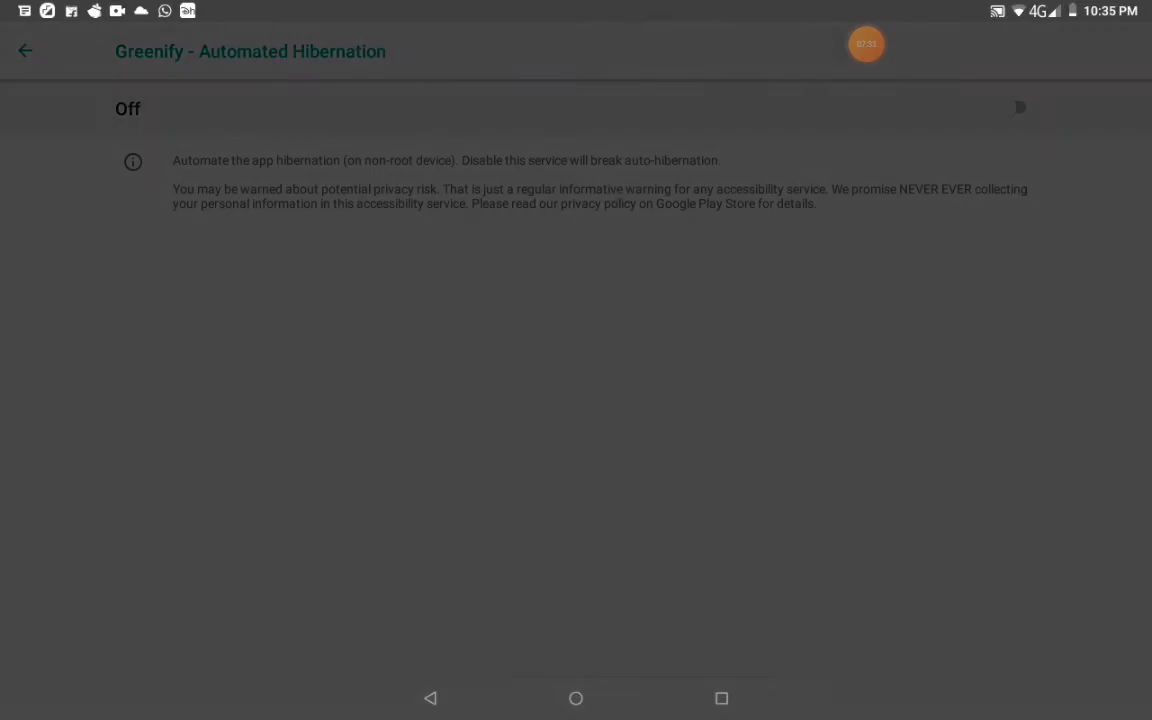 4G 10:35 PM
Greenify - Automated Hibernation
Off
Automate the app hibernation (on non-root device). Disable this service will break auto-hibernation.
You may be warned about potential privacy risk. That is just a regular informative warning for any accessibility service. We promise NEVER EVER collecting
your personal information in this accessibility service. Please read our privacy policy on Google Play Store for details.